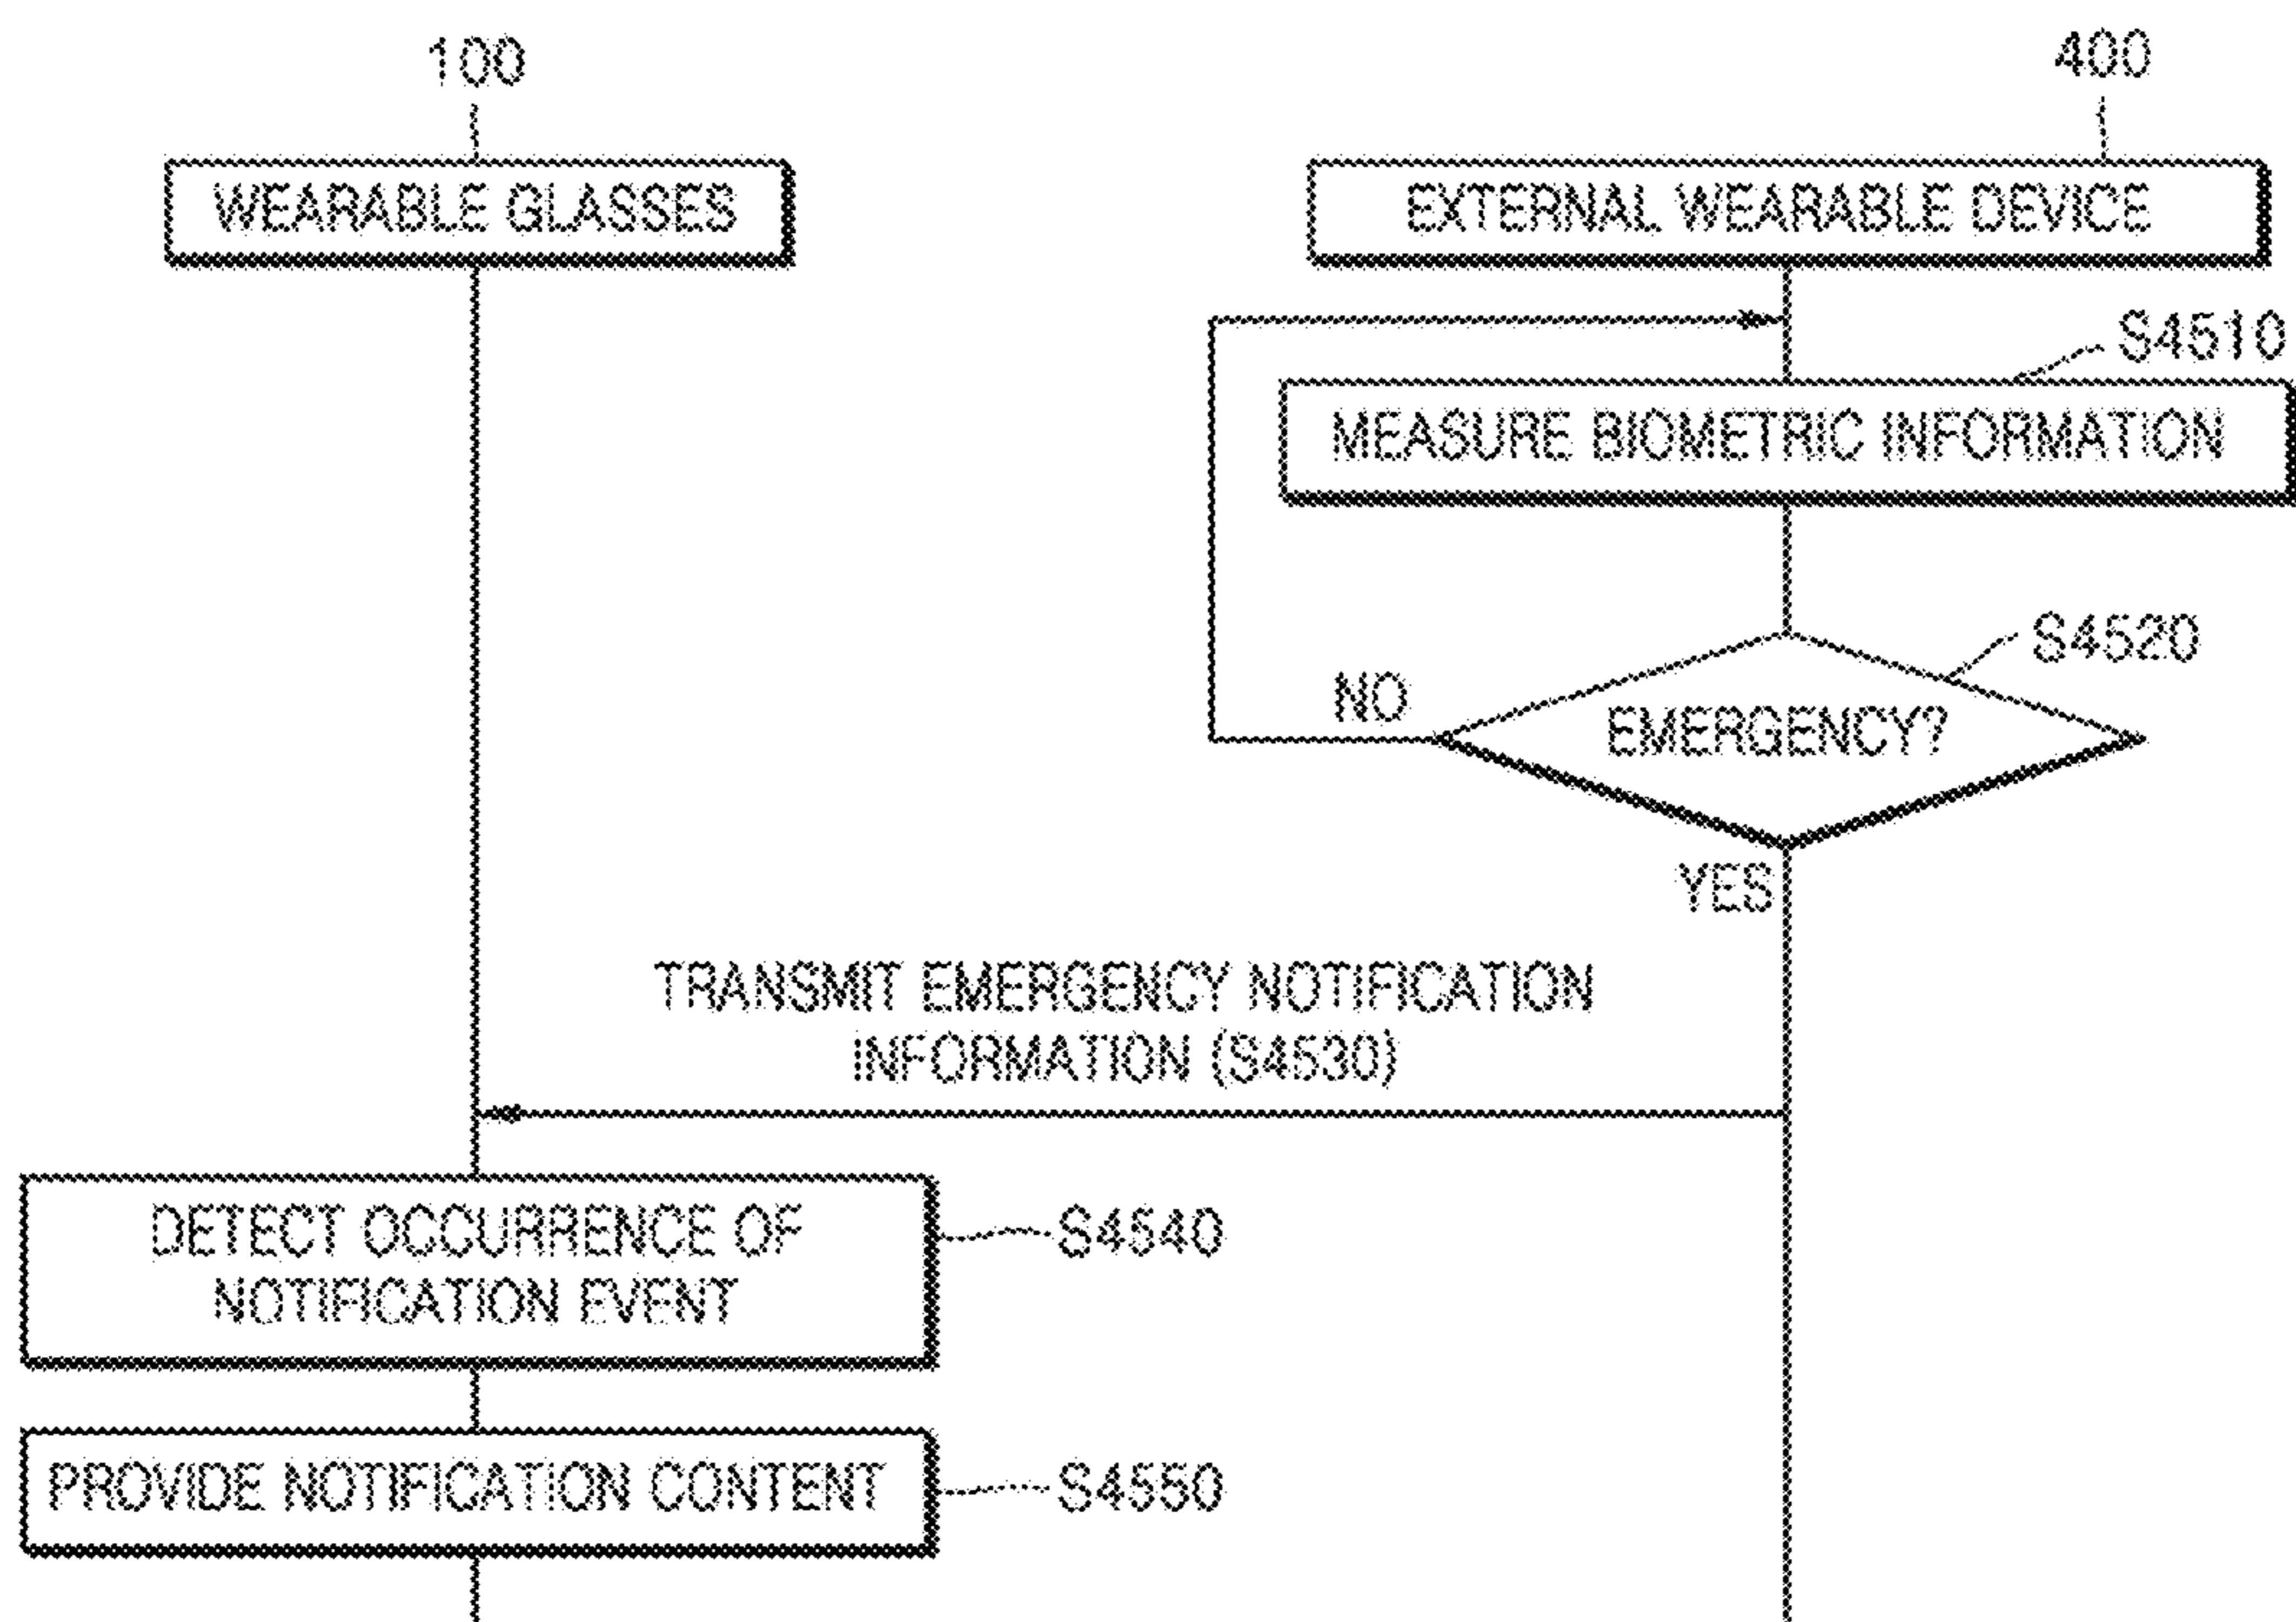 100
400
WEARABLE GLASSES
EXTERNAL WEARABLE DEVICE
S4510
MEASURE BIOMETRIC INFORMATION
S4520
NO
EMERGENCY?
YES
TRANSMIT EMERGENCY NOTIFICATION
INFORMATION (S4530)
DETECT OCCURRENCE OF
NOTIFICATION EVENT
S4540
PROVIDE NOTIFICATION CONTENT
S4550